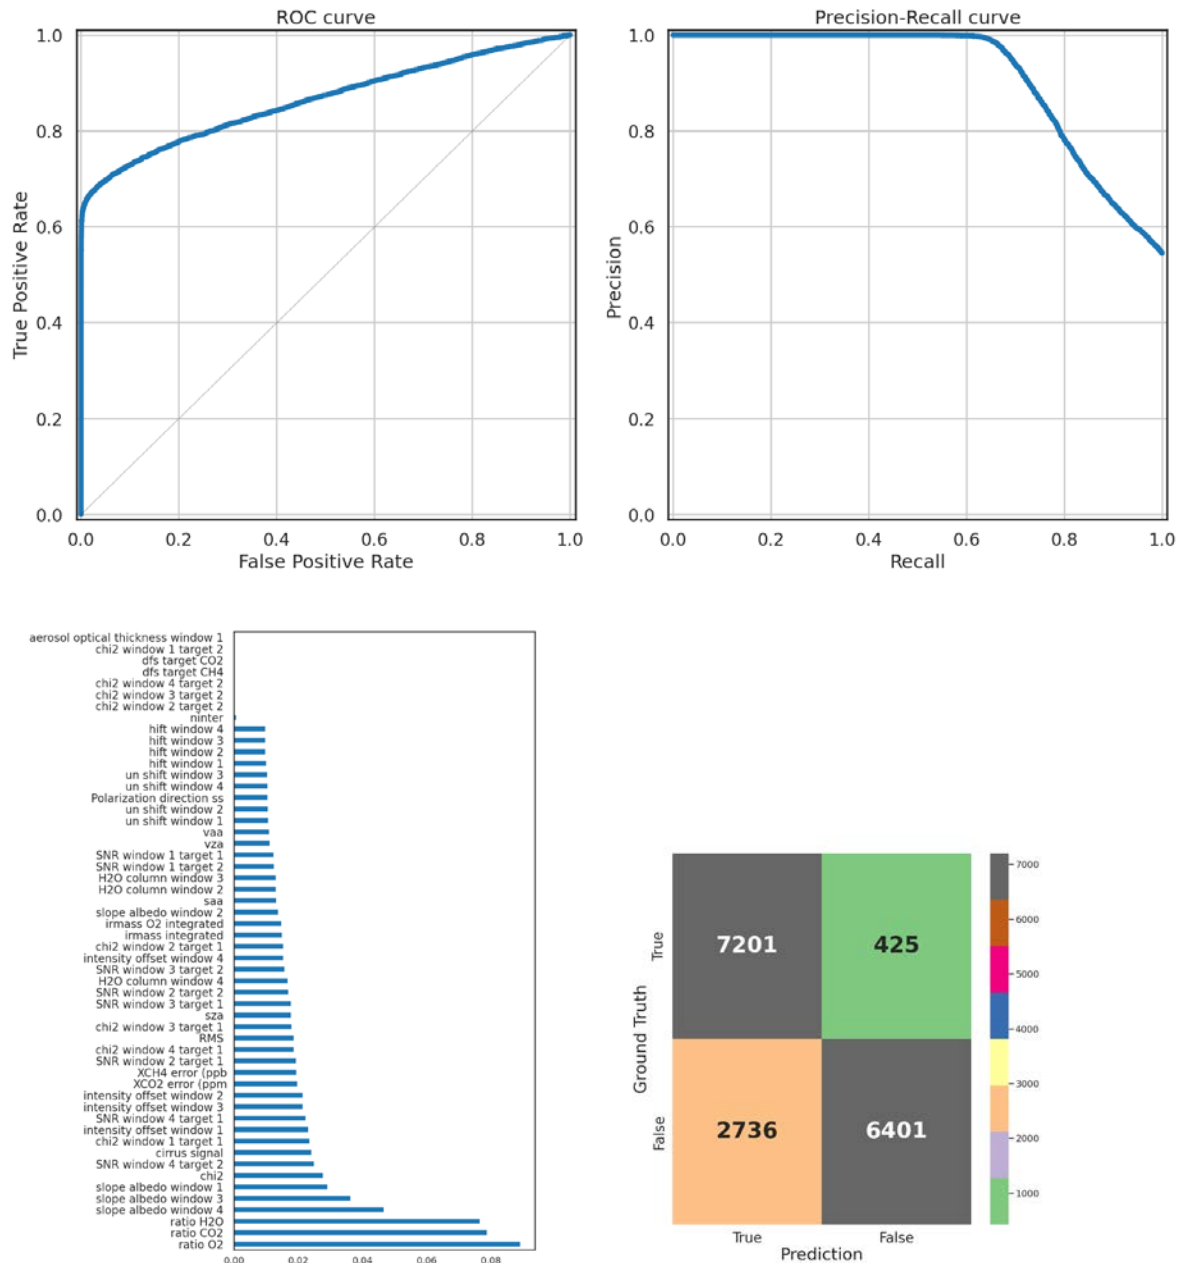 ROC curve
1.0
0.8
0.6
0.4
0.2
0.0
True Positive Rate
0.0 0.2 0.4 0.6 0.8 1.0
False Positive Rate
Precision-Recall curve
1.0
0.8
0.6
0.4
0.2
0.0
Precision
0.0 0.2 0.4 0.6 0.8 1.0
Recall
aerosol optical thickness window 1
chi2 window 1 target 2
dfs target CO2
dfs target CH4
chi2 window 4 target 2
chi2 window 3 target 2
chi2 window 2 target 2
ninter
hift window 4
hift window 3
hift window 2
hift window 1
un shift window 3
un shift window 4
Polarization direction ss
un shift window 2
un shift window 1
vaa
vza
SNR window 1 target 1
SNR window 1 target 2
H2O column window 3
H2O column window 2
saa
slope albedo window 2
irmass O2 integrated
irmass integrated
chi2 window 2 target 1
intensity offset window 4
SNR window 3 target 2
H2O column window 4
SNR window 2 target 2
SNR window 3 target 1
sza
chi2 window 3 target 1
RMS
chi2 window 4 target 1
SNR window 2 target 1
XCH4 error (ppb
XCO2 error (ppm
intensity offset window 2
intensity offset window 3
SNR window 4 target 1
intensity offset window 1
chi2 window 1 target 1
cirrus signal
SNR window 4 target 2
chi2
slope albedo window 1
slope albedo window 3
slope albedo window 4
ratio H2O
ratio CO2
ratio O2
0.00 0.02 0.04 0.06 0.08
Ground Truth
True
False
7201 425
2736 6401
True False
Prediction
7000
6000
5000
4000
3000
2000
1000